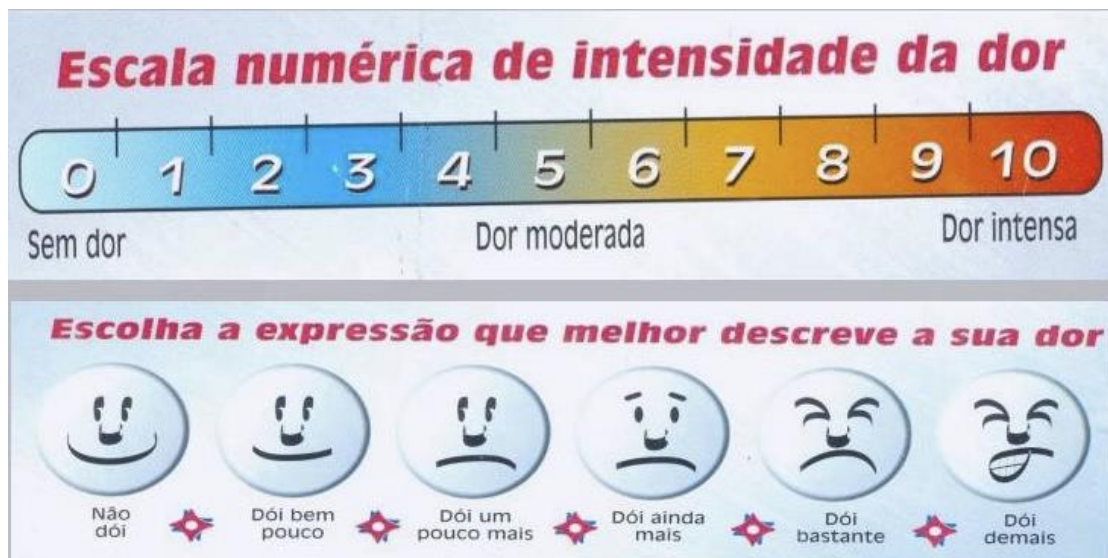 Escala numérica de intensidade da dor
0 1 2 3 4 5 6 7 8 9 10
Sem dor Dor moderada Dor intensa
Escolha a expressão que melhor descreve a sua dor
Não dói
Dói bem pouco
Dói um pouco mais
Dói ainda mais
Dói bastante
Dói demais